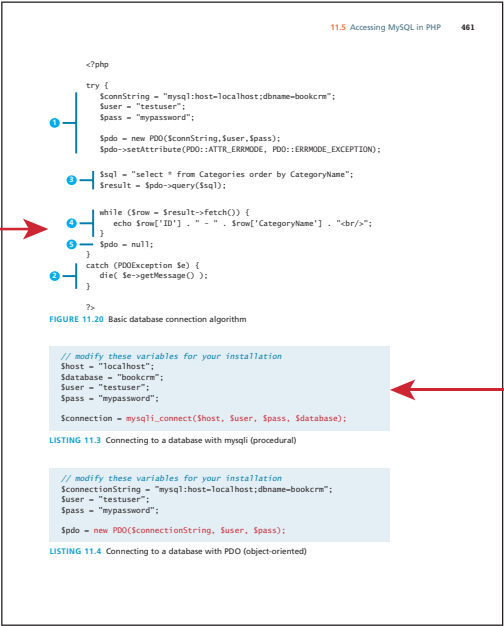 11.5 Accessing MySQL in PHP 461
<?php
try {
$connString = "mysql:host=localhost;dbname=bookcrm";
$user = "testuser";
1
$pass = "mypassword";
$pdo = new PDO($connString,$user,$pass);
$pdo->setAttribute(PDO::ATTR_ERRMODE, PDO::ERRMODE_EXCEPTION);
$sql = "select * from Categories order by CategoryName";
3
$result = $pdo->query($sql);
while ($row = $result->fetch()) {
4 echo $row['ID'] . " - " . $row['CategoryName'] . "<br/>";
}
5 $pdo = null;
}
catch (PDOException $e) {
2 die( $e->getMessage() );
}
?>
FIGURE 11.20 Basic database connection algorithm
// modify these variables for your installation
$host = "localhost";
$database = "bookcrm";
$user = "testuser";
$pass = "mypassword";
$connection = mysqli_connect($host, $user, $pass, $database);
LISTING 11.3 Connecting to a database with mysqli (procedural)
// modify these variables for your installation
$connectionString = "mysql:host=localhost;dbname=bookcrm";
$user = "testuser";
$pass = "mypassword";
$pdo = new PDO($connectionString, $user, $pass);
LISTING 11.4 Connecting to a database with PDO (object-oriented)